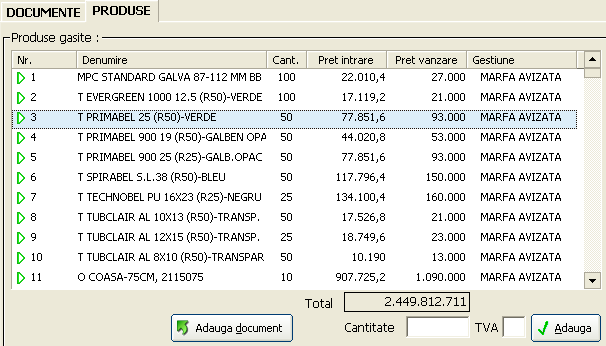 DOCUMENTE PRODUSE
Produse gasite :
Nr. Denumire Cant. Pret intrare Pret vanzare Gestiune
1 MPC STANDARD GALVA 87-112 MM BB 100 22.010,4 27.000 MARFA AVIZATA
2 T EVERGREEN 1000 12.5 (R50)-VERDE 100 17.119,2 21.000 MARFA AVIZATA
3 T PRIMABEL 25 (R50)-VERDE 50 77.851,6 93.000 MARFA AVIZATA
4 T PRIMABEL 900 19 (R50)-GALBEN OPA 50 44.020,8 53.000 MARFA AVIZATA
5 T PRIMABEL 900 25 (R25)-GALB.OPAC 50 77.851,6 93.000 MARFA AVIZATA
6 T SPIRABEL S.L.38 (R50)-BLEU 50 117.796,4 150.000 MARFA AVIZATA
7 T TECHNOBEL PU 16X23 (R25)-NEGRU 25 134.100,4 160.000 MARFA AVIZATA
8 T TUBCLAIR AL 10X13 (R50)-TRANSP. 50 17.526,8 21.000 MARFA AVIZATA
9 T TUBCLAIR AL 12X15 (R25)-TRANSP. 25 18.749,6 23.000 MARFA AVIZATA
10 T TUBCLAIR AL 8X10 (R50)-TRANSPAR 50 10.190 13.000 MARFA AVIZATA
11 O COASA-75CM, 2115075 10 907.725,2 1.090.000 MARFA AVIZATA
Total 2.449.812.711
Adauga document Cantitate TVA Adauga